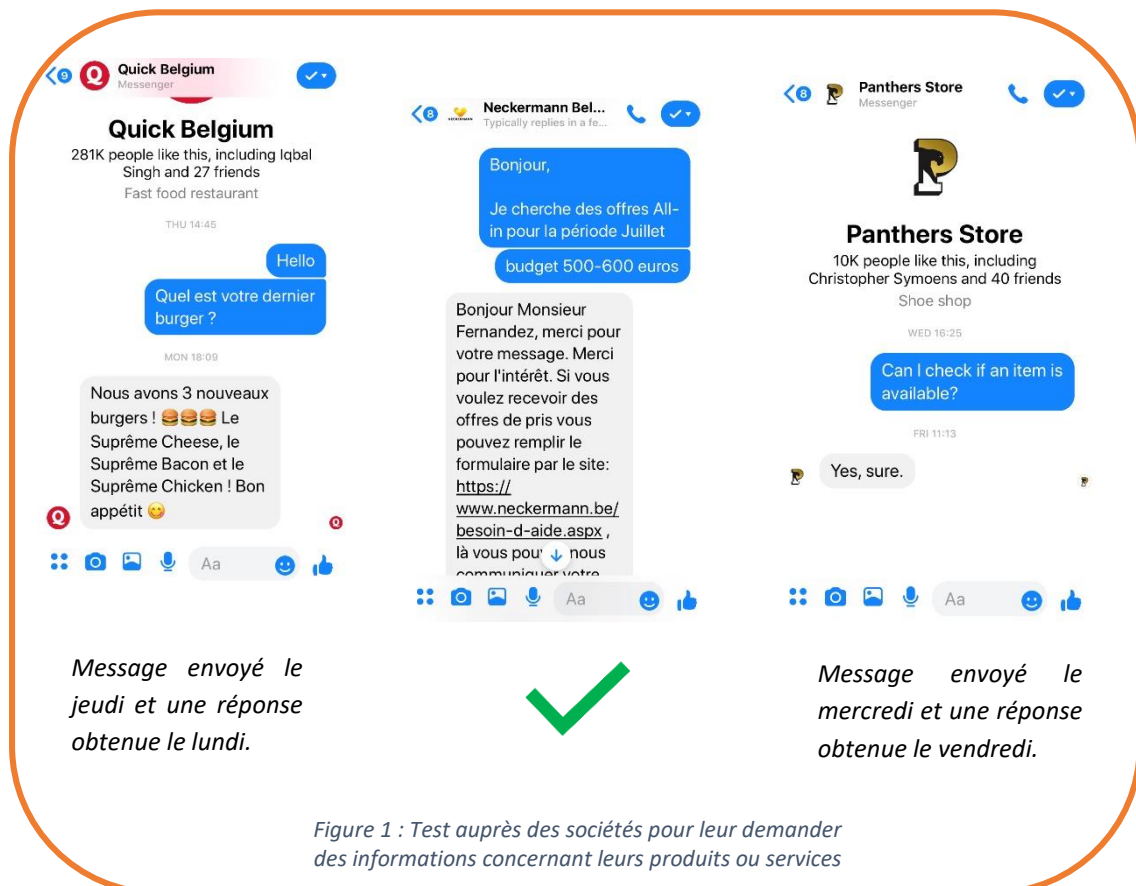 9
Q
Quick Belgium
Messenger
Quick Belgium
281K people like this, including Iqbal
Singh and 27 friends
Fast food restaurant
THU 14:45
Hello
Quel est votre dernier
burger ?
MON 18:09
Nous avons 3 nouveaux
burgers ! 🍔🍔🍔 Le
Suprême Cheese, le
Suprême Bacon et le
Suprême Chicken ! Bon
appétit 😋
Q
Q
Aa
Message envoyé le
jeudi et une réponse
obtenue le lundi.
8
NECKERMANN
Neckermann Bel...
Typically replies in a fe...
Bonjour,
Je cherche des offres All-
in pour la période Juillet
budget 500-600 euros
Bonjour Monsieur
Fernandez, merci pour
votre message. Merci
pour l'intérêt. Si vous
voulez recevoir des
offres de pris vous
pouvez remplir le
formulaire par le site:
https://
www.neckermann.be/
besoin-d-aide.aspx ,
là vous pouv nous
communiquer votre
Aa
8
Panthers Store
Messenger
Panthers Store
10K people like this, including
Christopher Symoens and 40 friends
Shoe shop
WED 16:25
Can I check if an item is
available?
FRI 11:13
Yes, sure.
Aa
Message envoyé le
mercredi et une réponse
obtenue le vendredi.
Figure 1 : Test auprès des sociétés pour leur demander
des informations concernant leurs produits ou services